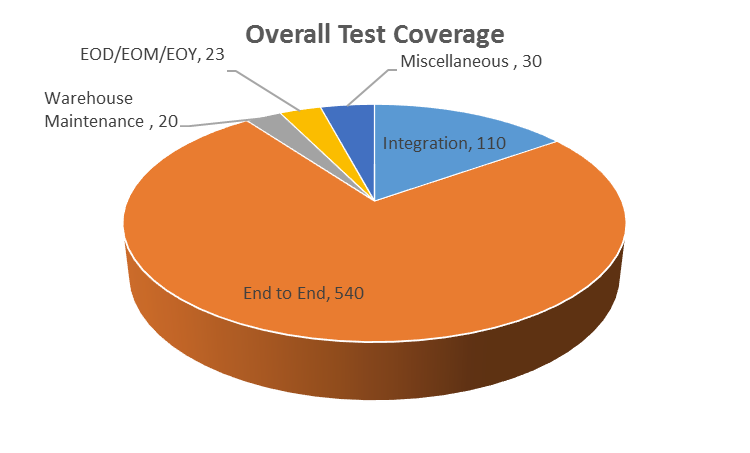 Overall Test Coverage
EOD/EOM/EOY, 23
Miscellaneous , 30
Warehouse
Maintenance , 20
Integration, 110
End to End, 540